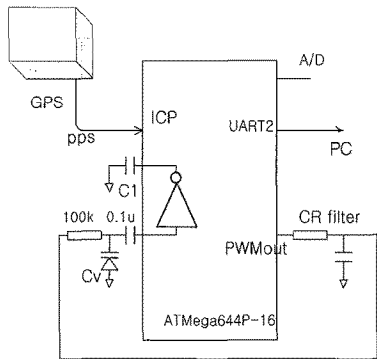 A/D
GPS
ICP
UART2
pps
PC
C1
100k 0.1u
CR filter
PWMout
Cv
ATMega644P-16